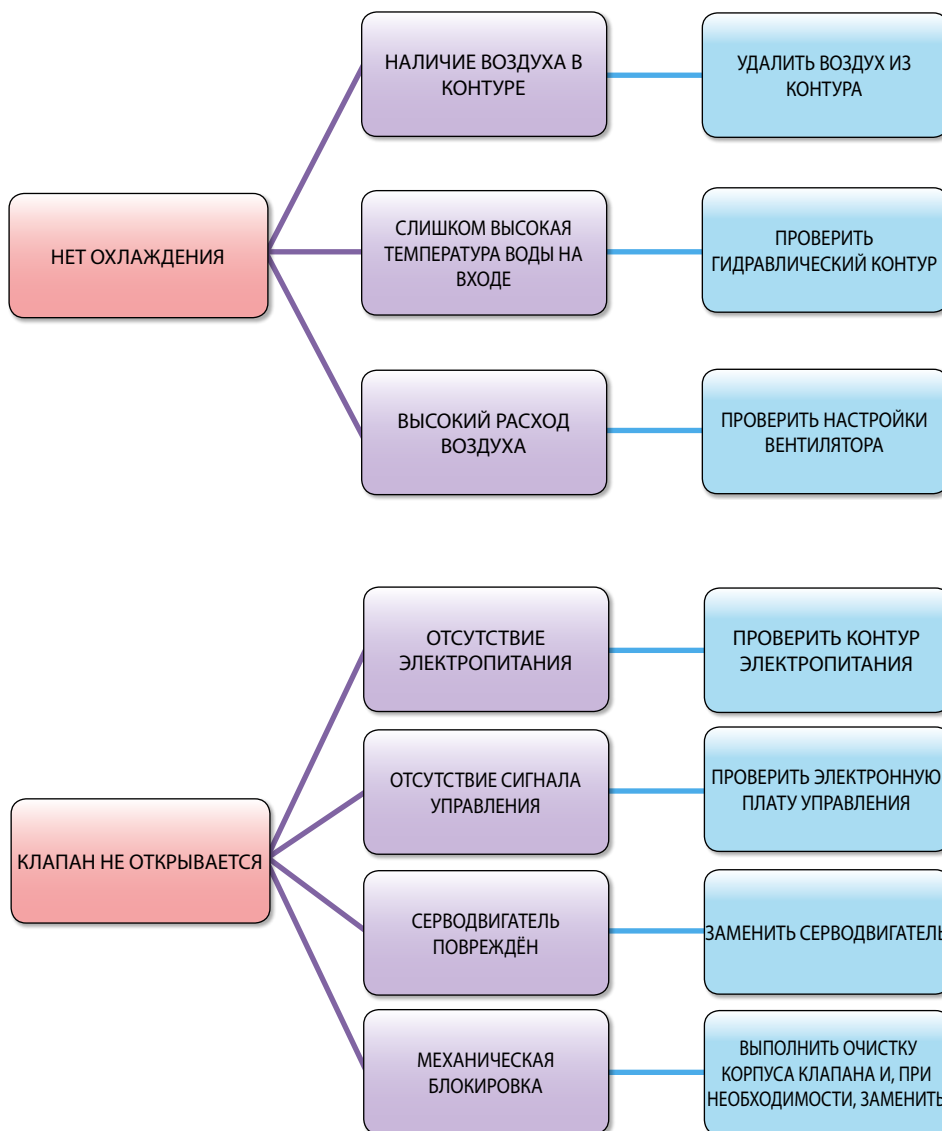 НАЛИЧИЕ ВОЗДУХА В
КОНТУРЕ
УДАЛИТЬ ВОЗДУХ ИЗ
КОНТУРА
НЕТ ОХЛАЖДЕНИЯ
СЛИШКОМ ВЫСОКАЯ
ТЕМПЕРАТУРА ВОДЫ НА
ВХОДЕ
ПРОВЕРИТЬ
ГИДРАВЛИЧЕСКИЙ КОНТУР
ВЫСОКИЙ РАСХОД
ВОЗДУХА
ПРОВЕРИТЬ НАСТРОЙКИ
ВЕНТИЛЯТОРА
ОТСУТСТВИЕ
ЭЛЕКТРОПИТАНИЯ
ПРОВЕРИТЬ КОНТУР
ЭЛЕКТРОПИТАНИЯ
ОТСУТСТВИЕ СИГНАЛА
УПРАВЛЕНИЯ
ПРОВЕРИТЬ ЭЛЕКТРОННУЮ
ПЛАТУ УПРАВЛЕНИЯ
КЛАПАН НЕ ОТКРЫВАЕТСЯ
СЕРВОДВИГАТЕЛЬ
ПОВРЕЖДЁН
ЗАМЕНИТЬ СЕРВОДВИГАТЕЛЬ
МЕХАНИЧЕСКАЯ
БЛОКИРОВКА
ВЫПОЛНИТЬ ОЧИСТКУ
КОРПУСА КЛАПАНА И, ПРИ
НЕОБХОДИМОСТИ, ЗАМЕНИТЬ